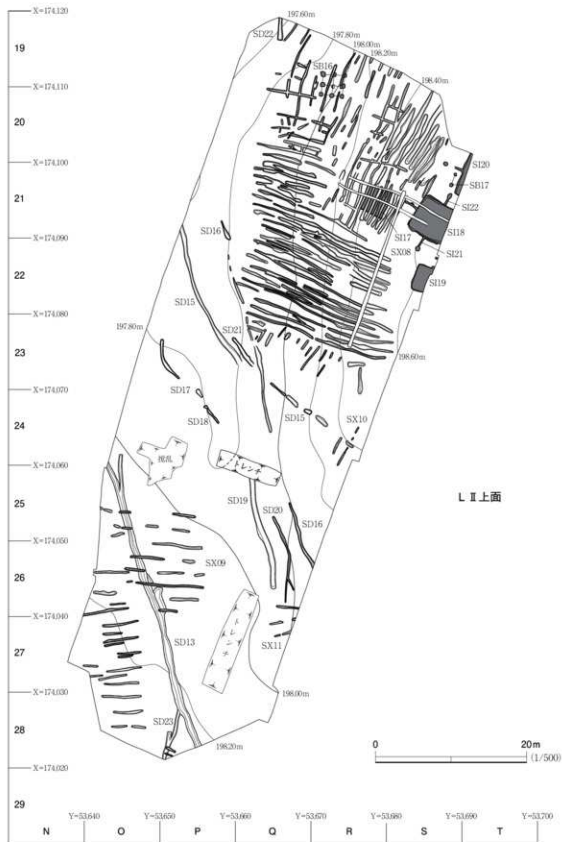 X=174,120
19
X=174,110
20
X=174,100
21
X=174,090
22
X=174,080
23
X=174,070
24
X=174,060
25
X=174,050
26
X=174,040
27
X=174,030
28
X=174,020
29
SD22
197.60m
197.80m
198.00m
198.20m
SB16
198.40m
SI20
SB17
SI22
SI17
SI18
SX08
SI21
SI19
SD16
SD15
197.80m
SD21
198.60m
SD17
SD18
SD15
SX10
撹乱
トレンチ
SD19
SD20
SD16
L Ⅱ上面
SX09
トレンチ
SX11
SD13
198.00m
SD23
198.20m
0 20m
(1/500)
Y=53,640 Y=53,650 Y=53,660 Y=53,670 Y=53,680 Y=53,690 Y=53,700
N O P Q R S T